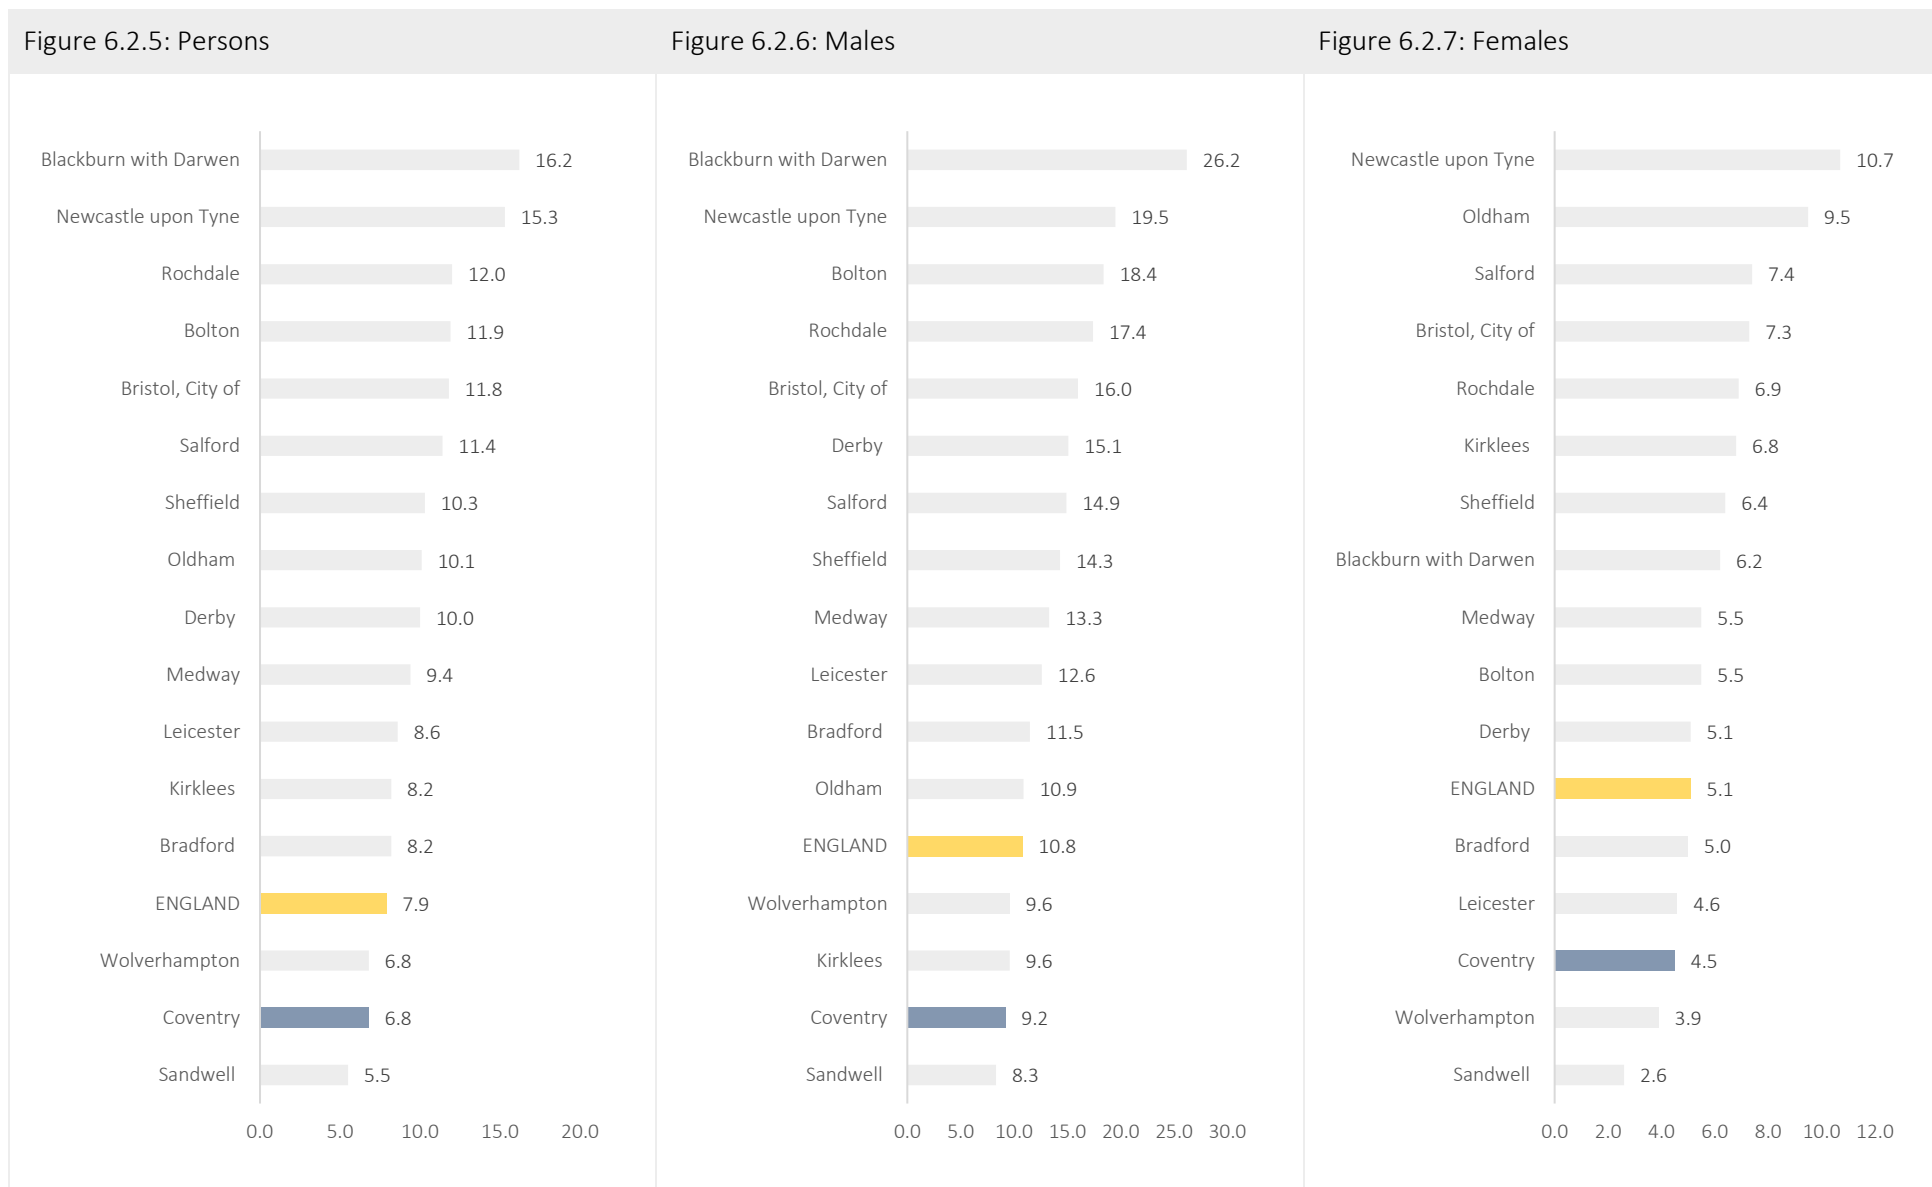 Figure 6.2.5: Persons
Blackburn with Darwen 16.2
Newcastle upon Tyne 15.3
Rochdale 12.0
Bolton 11.9
Bristol, City of 11.8
Salford 11.4
Sheffield 10.3
Oldham 10.1
Derby 10.0
Medway 9.4
Leicester 8.6
Kirklees 8.2
Bradford 8.2
ENGLAND 7.9
Wolverhampton 6.8
Coventry 6.8
Sandwell 5.5
0.0 5.0 10.0 15.0 20.0
Figure 6.2.6: Males
Blackburn with Darwen 26.2
Newcastle upon Tyne 19.5
Bolton 18.4
Rochdale 17.4
Bristol, City of 16.0
Derby 15.1
Salford 14.9
Sheffield 14.3
Medway 13.3
Leicester 12.6
Bradford 11.5
Oldham 10.9
ENGLAND 10.8
Wolverhampton 9.6
Kirklees 9.6
Coventry 9.2
Sandwell 8.3
0.0 5.0 10.0 15.0 20.0 25.0 30.0
Figure 6.2.7: Females
Newcastle upon Tyne 10.7
Oldham 9.5
Salford 7.4
Bristol, City of 7.3
Rochdale 6.9
Kirklees 6.8
Sheffield 6.4
Blackburn with Darwen 6.2
Medway 5.5
Bolton 5.5
Derby 5.1
ENGLAND 5.1
Bradford 5.0
Leicester 4.6
Coventry 4.5
Wolverhampton 3.9
Sandwell 2.6
0.0 2.0 4.0 6.0 8.0 10.0 12.0